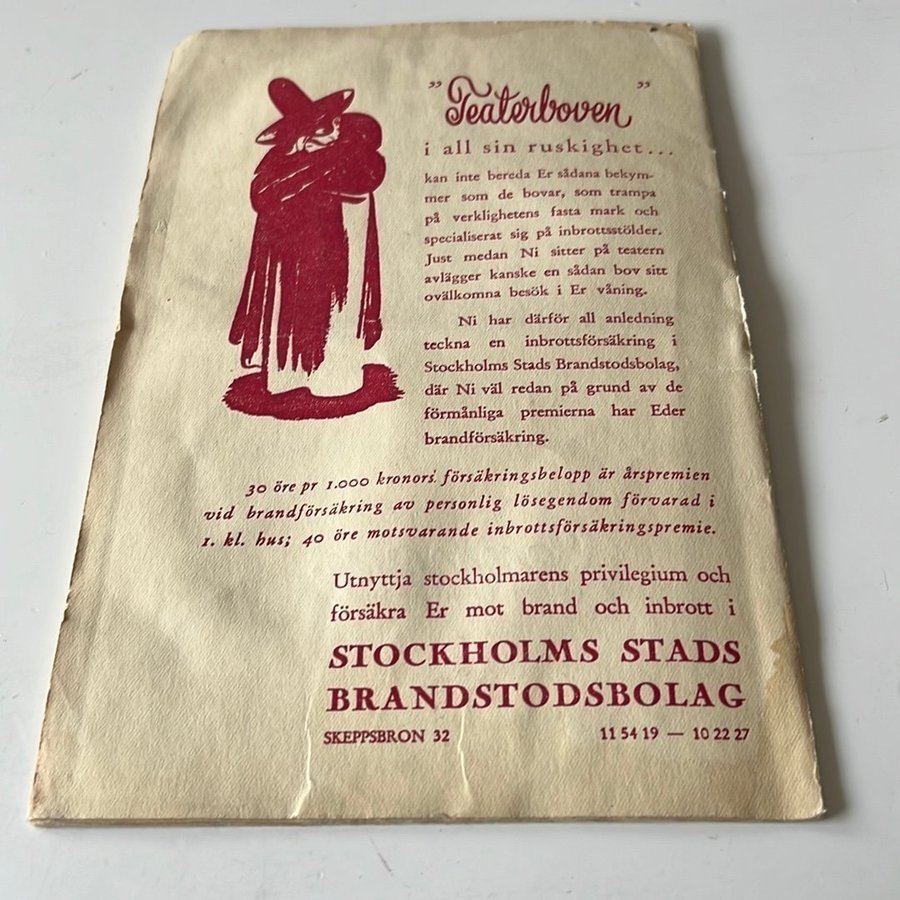 "Teaterboven"
i all sin ruskighet...
kan inte bereda Er sådana bekym-
mer som de bovar, som trampa
på verklighetens fasta mark och
specialiserat sig på inbrottsstölder.
Just medan Ni sitter på teatern
avlägger kanske en sådan bov sitt
ovälkomna besök i Er våning.
Ni har därför all anledning
teckna en inbrottsförsäkring i
Stockholms Stads Brandstodsbolag,
där Ni väl redan på grund av de
förmånliga premierna har Eder
brandförsäkring.
30 öre pr 1.000 kronors försäkringsbelopp är årspremien
vid brandförsäkring av personlig lösegendom förvarad i
1. kl. hus; 40 öre motsvarande inbrottsförsäkringspremie.
Utnyttja stockholmarens privilegium och
försäkra Er mot brand och inbrott i
STOCKHOLMS STADS
BRANDSTODSBOLAG
SKEPPSBRON 32 11 54 19 — 10 22 27